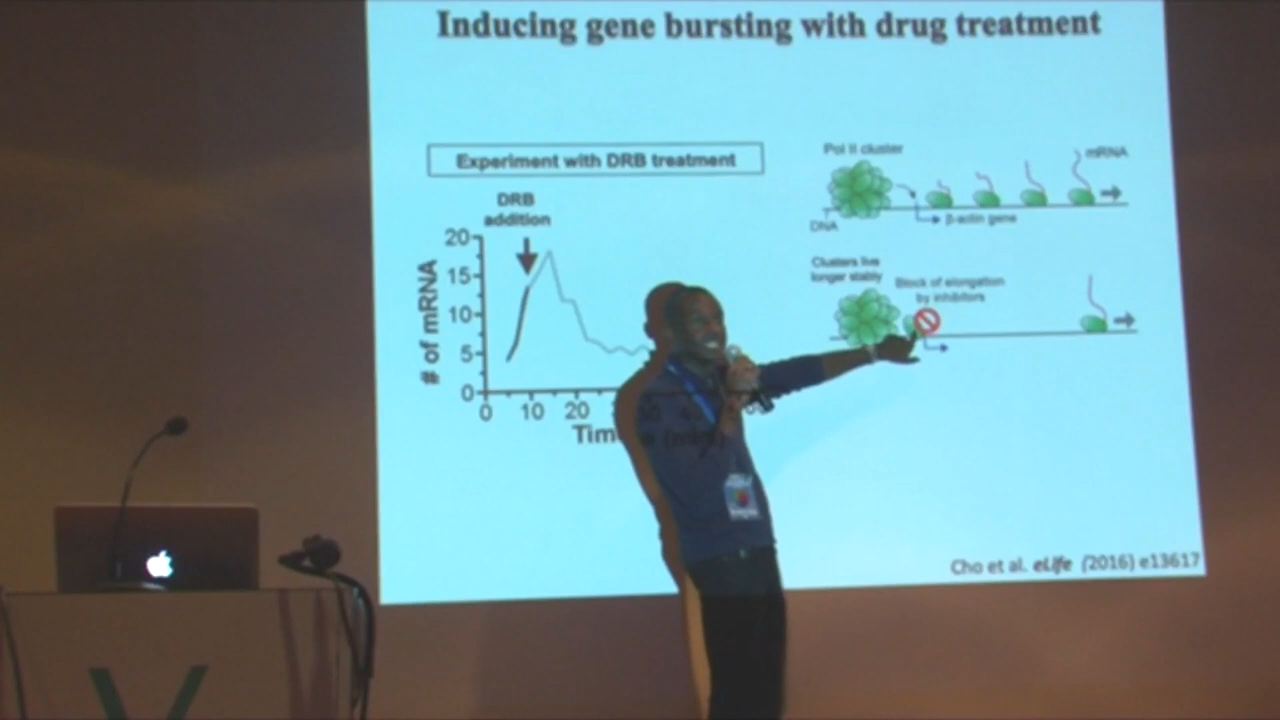 Inducing gene bursting with drug treatment
Experiment with DRB treatment
DRB
addition
# of mRNA
20
15
10
5
0
0 10 20
Pol II cluster
mRNA
DNA
β-actin gene
Clusters live
longer stably
Block of elongation
by inhibitors
Cho et al. eLife (2016) e13617
V